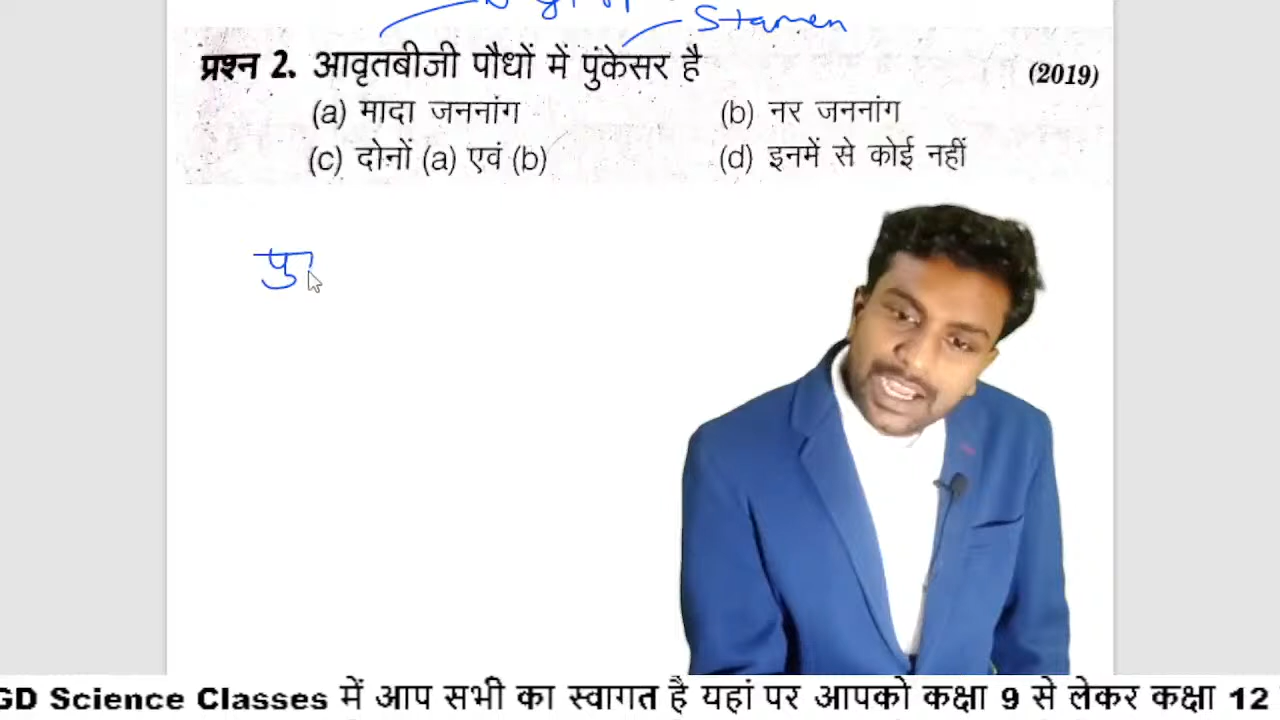 Stamen
प्रश्न 2. आवृतबीजी पौधों में पुंकेसर है (2019)
(a) मादा जननांग (b) नर जननांग
(c) दोनों (a) एवं (b) (d) इनमें से कोई नहीं
पु
GD Science Classes में आप सभी का स्वागत है यहां पर आपको कक्षा 9 से लेकर कक्षा 12